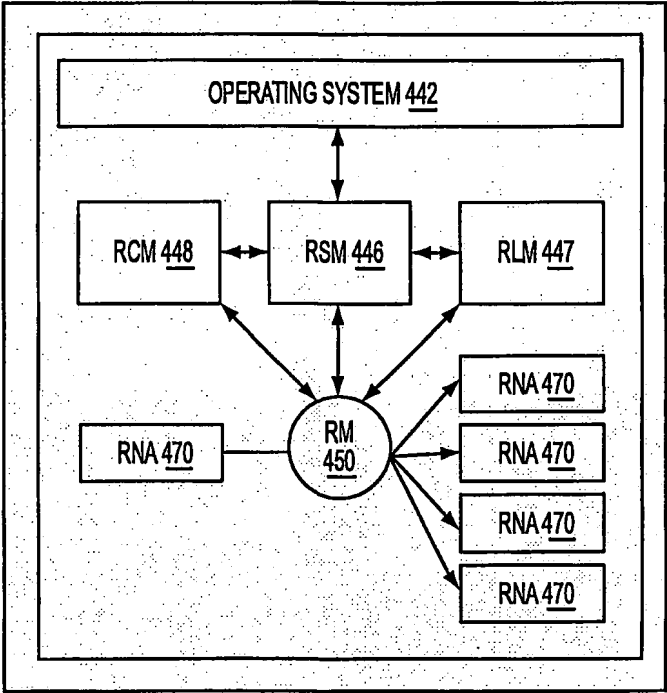 OPERATING SYSTEM 442
RCM 448
RSM 446
RLM 447
RNA 470
RM
450
RNA 470
RNA 470
RNA 470
RNA 470